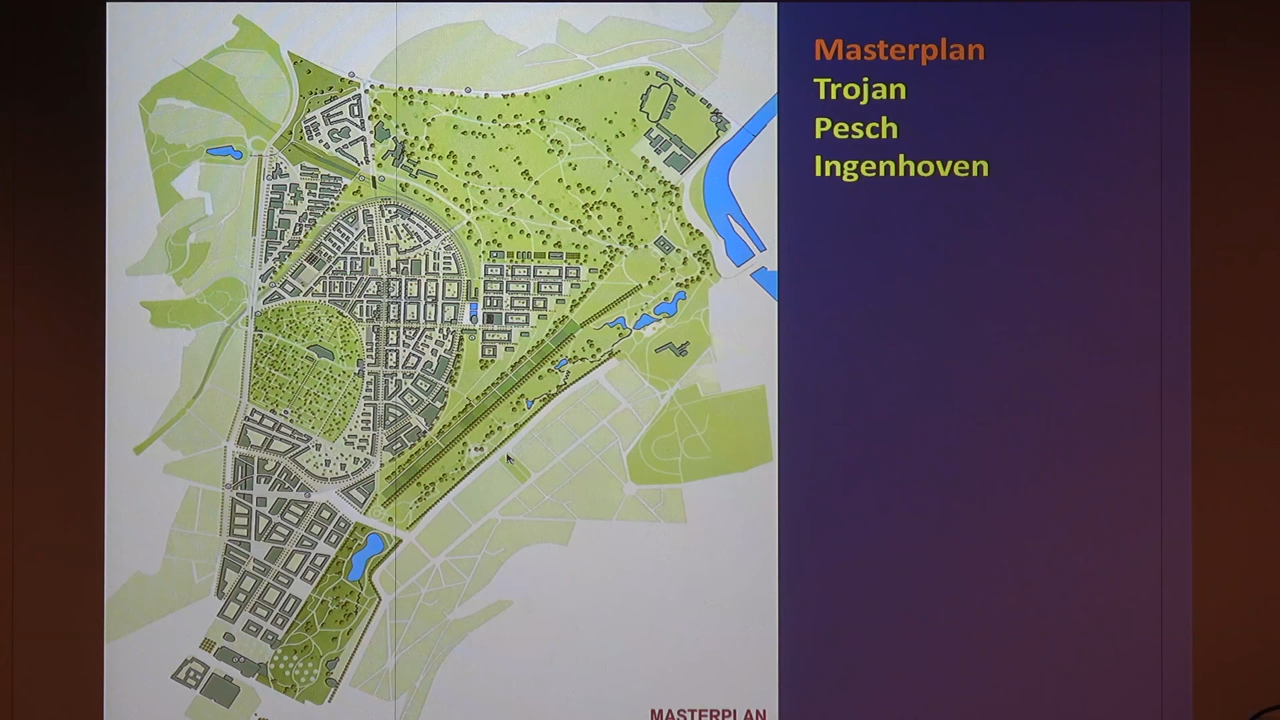 Masterplan
Trojan
Pesch
Ingenhoven
MASTERPLAN